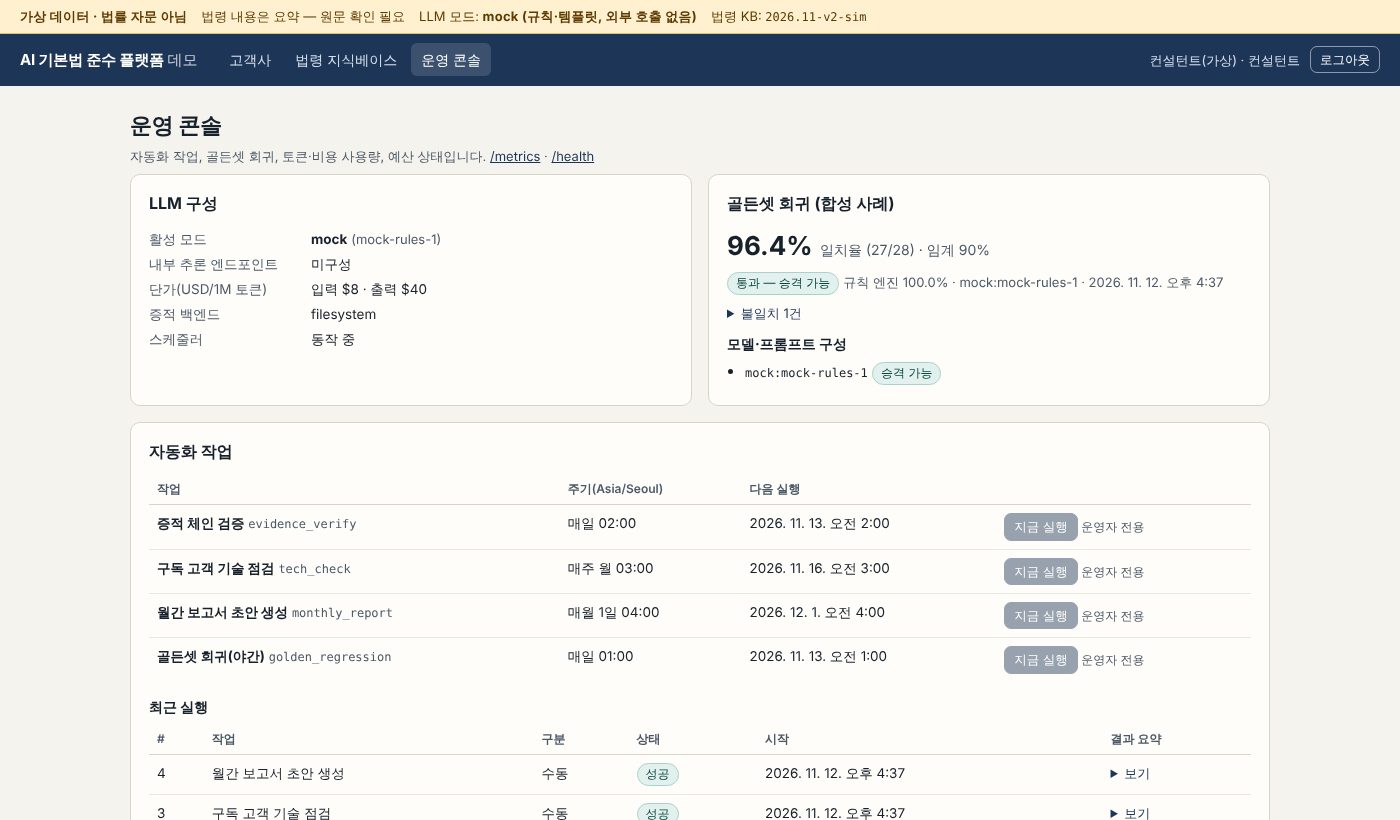 가상 데이터 · 법률 자문 아님 법령 내용은 요약 — 원문 확인 필요 LLM 모드: mock (규칙·템플릿, 외부 호출 없음) 법령 KB: 2026.11-v2-sim
AI 기본법 준수 플랫폼 데모 고객사 법령 지식베이스 운영 콘솔 컨설턴트(가상) · 컨설턴트 로그아웃
운영 콘솔
자동화 작업, 골든셋 회귀, 토큰·비용 사용량, 예산 상태입니다. /metrics · /health
LLM 구성
활성 모드 mock (mock-rules-1)
내부 추론 엔드포인트 미구성
단가(USD/1M 토큰) 입력 $8 · 출력 $40
증적 백엔드 filesystem
스케줄러 동작 중
골든셋 회귀 (합성 사례)
96.4% 일치율 (27/28) · 임계 90%
통과 — 승격 가능 규칙 엔진 100.0% · mock:mock-rules-1 · 2026. 11. 12. 오후 4:37
▶ 불일치 1건
모델·프롬프트 구성
• mock:mock-rules-1 승격 가능
자동화 작업
작업 주기(Asia/Seoul) 다음 실행
증적 체인 검증 evidence_verify 매일 02:00 2026. 11. 13. 오전 2:00 지금 실행 운영자 전용
구독 고객 기술 점검 tech_check 매주 월 03:00 2026. 11. 16. 오전 3:00 지금 실행 운영자 전용
월간 보고서 초안 생성 monthly_report 매월 1일 04:00 2026. 12. 1. 오전 4:00 지금 실행 운영자 전용
골든셋 회귀(야간) golden_regression 매일 01:00 2026. 11. 13. 오전 1:00 지금 실행 운영자 전용
최근 실행
# 작업 구분 상태 시작 결과 요약
4 월간 보고서 초안 생성 수동 성공 2026. 11. 12. 오후 4:37 ▶ 보기
3 구독 고객 기술 점검 수동 성공 2026. 11. 12. 오후 4:37 ▶ 보기